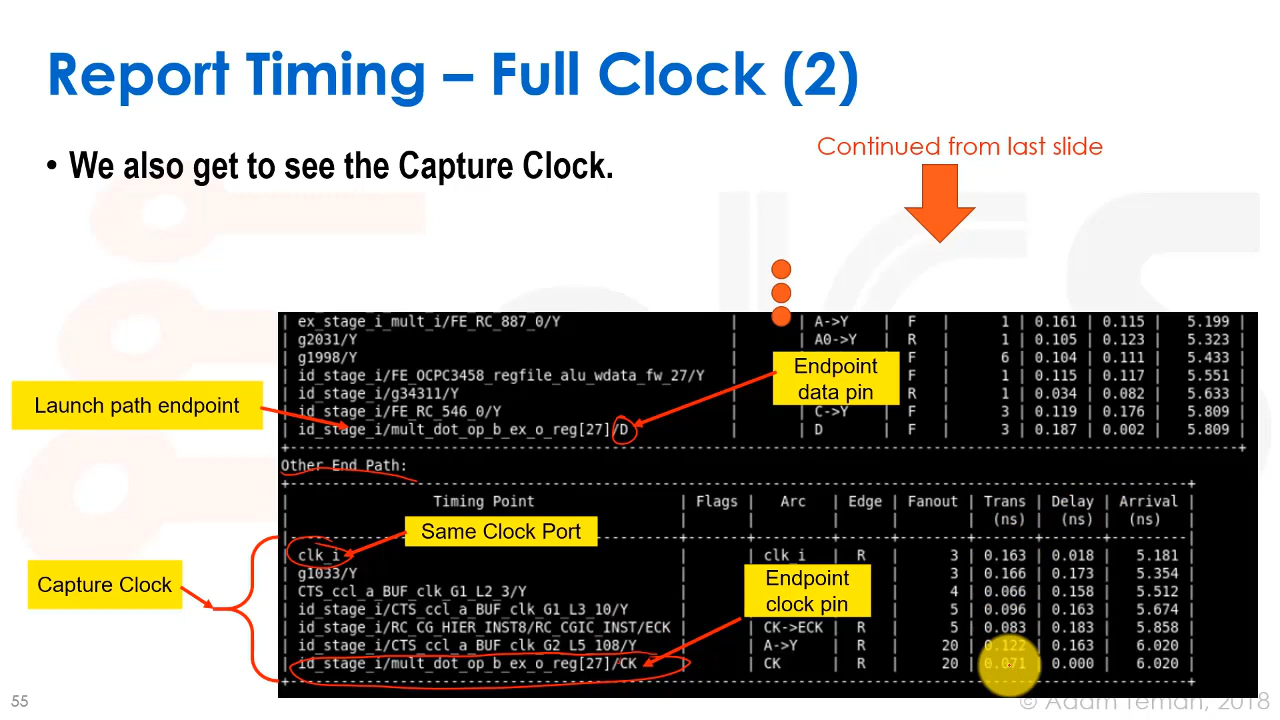 Report Timing – Full Clock (2)
• We also get to see the Capture Clock.
Continued from last slide
| ex_stage_i_mult_i/FE_RC_887_0/Y | | A->Y | F | 1 | 0.161 | 0.115 | 5.199 |
| g2031/Y | | A0->Y | R | 1 | 0.105 | 0.123 | 5.323 |
| g1998/Y | F | 6 | 0.104 | 0.111 | 5.433 |
| id_stage_i/FE_OCPC3458_regfile_alu_wdata_fw_27/Y | F | 1 | 0.115 | 0.117 | 5.551 |
| id_stage_i/g34311/Y | R | 1 | 0.034 | 0.082 | 5.633 |
| id_stage_i/FE_RC_546_0/Y | | C->Y | F | 3 | 0.119 | 0.176 | 5.809 |
| id_stage_i/mult_dot_op_b_ex_o_reg[27]/D | | D | F | 3 | 0.187 | 0.002 | 5.809 |
Endpoint
data pin
Launch path endpoint
Other End Path:
| Timing Point | Flags | Arc | Edge | Fanout | Trans | Delay | Arrival |
| | | | | | (ns) | (ns) | (ns) |
Same Clock Port
| clk_i | | clk_i | R | 3 | 0.163 | 0.018 | 5.181 |
| g1033/Y | 3 | 0.166 | 0.173 | 5.354 |
| CTS_ccl_a_BUF_clk_G1_L2_3/Y | 4 | 0.066 | 0.158 | 5.512 |
| id_stage_i/CTS_ccl_a_BUF_clk_G1_L3_10/Y | 5 | 0.096 | 0.163 | 5.674 |
| id_stage_i/RC_CG_HIER_INST8/RC_CGIC_INST/ECK | | CK->ECK | R | 5 | 0.083 | 0.183 | 5.858 |
| id_stage_i/CTS_ccl_a_BUF_clk_G2_L5_108/Y | | A->Y | R | 20 | 0.122 | 0.163 | 6.020 |
| id_stage_i/mult_dot_op_b_ex_o_reg[27]/CK | | CK | R | 20 | 0.071 | 0.000 | 6.020 |
Endpoint
clock pin
Capture Clock
55
© Adam Teman, 2018